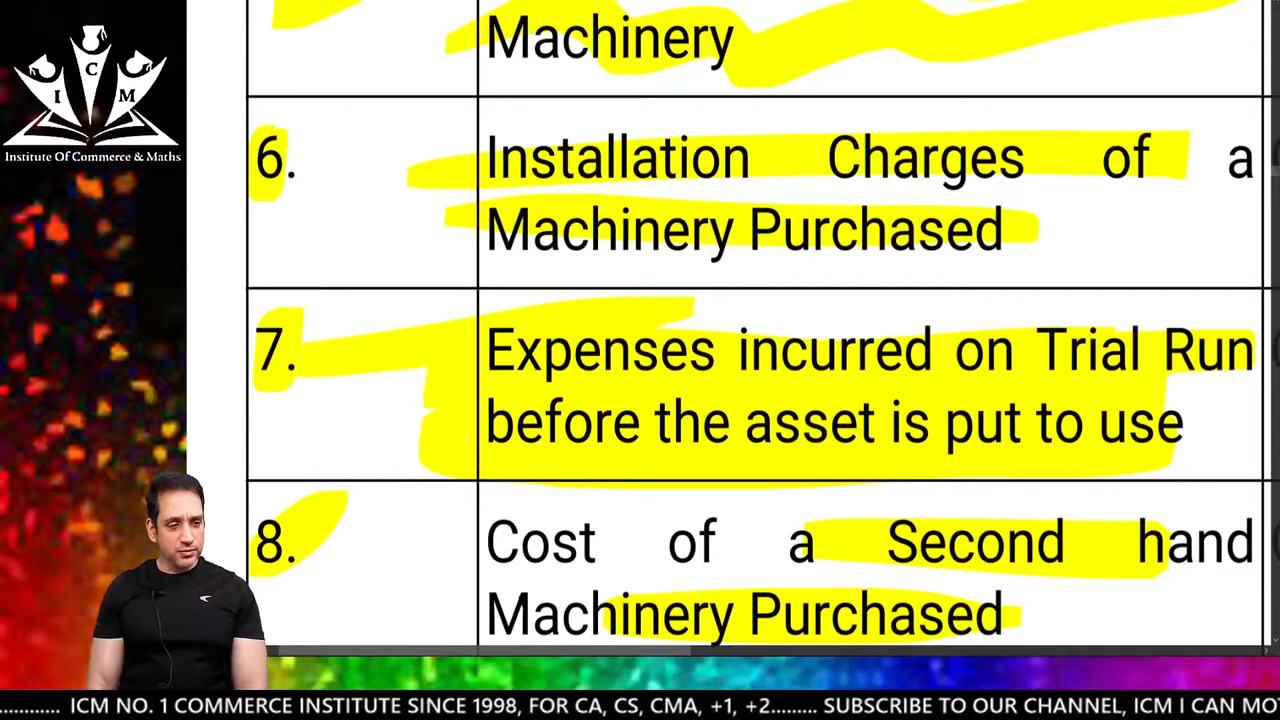 I C M
Institute Of Commerce & Maths
Machinery
6. Installation Charges of a
Machinery Purchased
7. Expenses incurred on Trial Run
before the asset is put to use
8. Cost of a Second hand
Machinery Purchased
............ ICM NO. 1 COMMERCE INSTITUTE SINCE 1998, FOR CA, CS, CMA, +1, +2......... SUBSCRIBE TO OUR CHANNEL, ICM I CAN MO